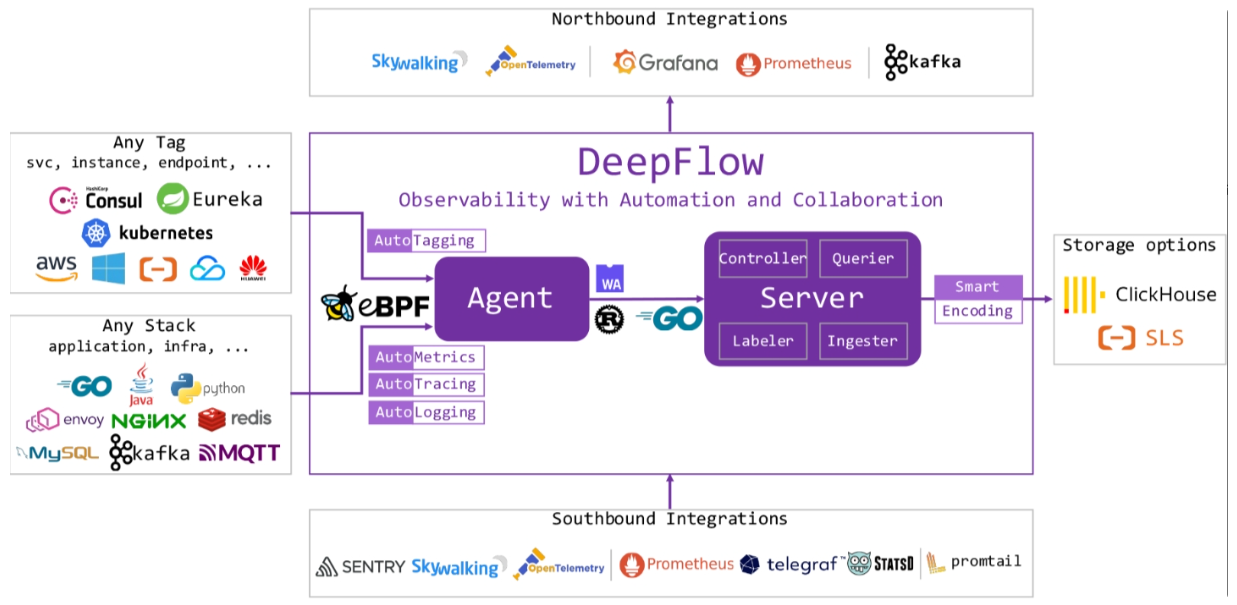 Northbound Integrations
Skywalking OpenTelemetry Grafana Prometheus kafka
Any Tag
svc, instance, endpoint, ...
HashiCorp
Consul Eureka
kubernetes
aws
HUAWEI
Any Stack
application, infra, ...
GO Java python
envoy NGINX redis
MySQL kafka MQTT
DeepFlow
Observability with Automation and Collaboration
AutoTagging
eBPF
Agent
AutoMetrics
AutoTracing
AutoLogging
WA
R
GO
Controller Querier
Server
Labeler Ingester
Smart
Encoding
Storage options
ClickHouse
SLS
Southbound Integrations
SENTRY Skywalking OpenTelemetry Prometheus telegraf™ STATSD promtail